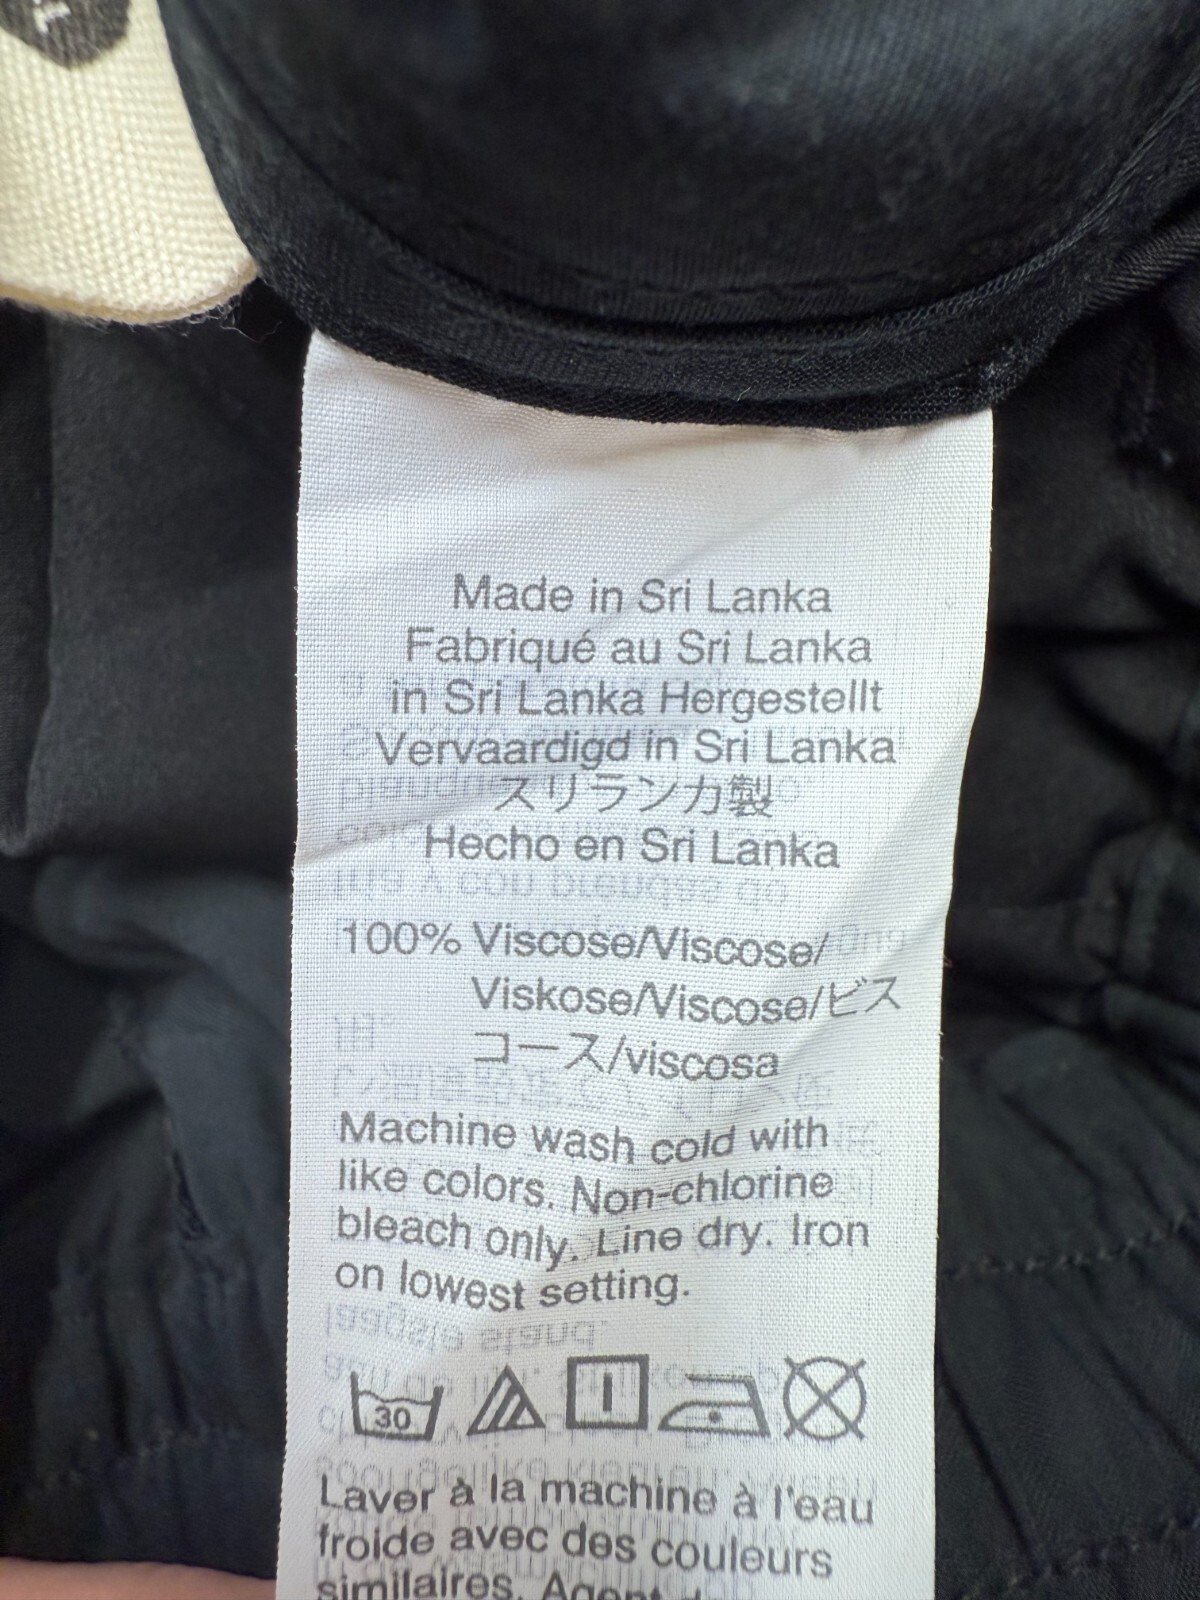 Made in Sri Lanka
Fabriqué au Sri Lanka
in Sri Lanka Hergestellt
Vervaardigd in Sri Lanka
スリランカ製
Hecho en Sri Lanka
100% Viscose/Viscose/
Viskose/Viscose/ビス
コース/viscosa
Machine wash cold with
like colors. Non-chlorine
bleach only. Line dry. Iron
on lowest setting.
30
Laver à la machine à l'eau
froide avec des couleurs
similaires. Agent